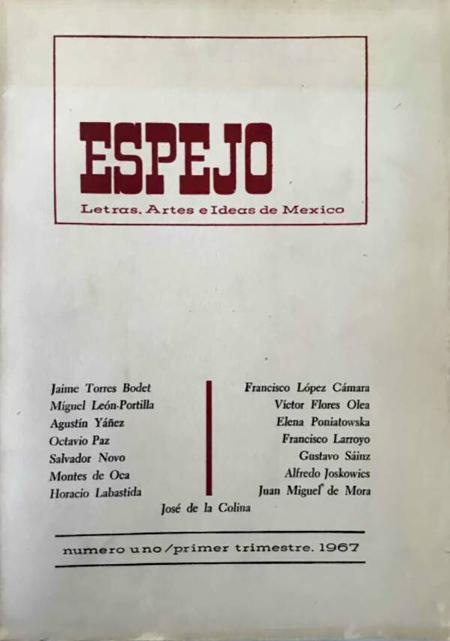 ESPEJO
Letras, Artes e Ideas de Mexico
Jaime Torres Bodet
Miguel León-Portilla
Agustín Yáñez
Octavio Paz
Salvador Novo
Montes de Oca
Horacio Labastida
Francisco López Cámara
Víctor Flores Olea
Elena Poniatowska
Francisco Larroyo
Gustavo Sáinz
Alfredo Joskowics
Juan Miguel de Mora
José de la Colina
numero uno/primer trimestre. 1967